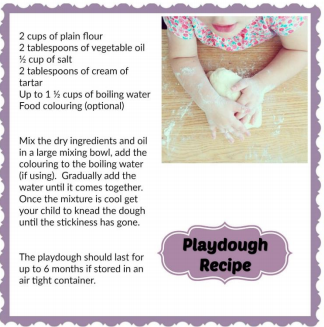 2 cups of plain flour
2 tablespoons of vegetable oil
½ cup of salt
2 tablespoons of cream of
tartar
Up to 1 ½ cups of boiling water
Food colouring (optional)
Mix the dry ingredients and oil
in a large mixing bowl, add the
colouring to the boiling water
(if using).  Gradually add the
water until it comes together.
Once the mixture is cool get
your child to knead the dough
until the stickiness has gone.
The playdough should last for
up to 6 months if stored in an
air tight container.
Playdough
Recipe